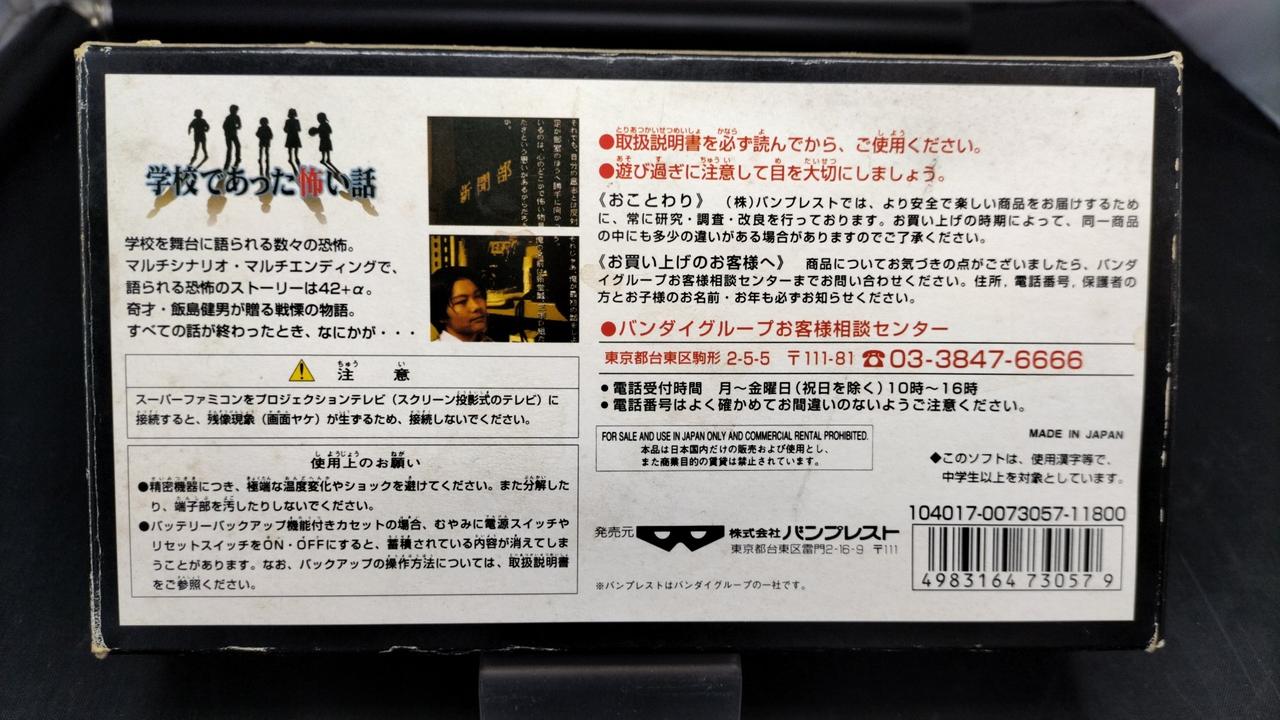 学校であった怖い話
学校を舞台に語られる数々の恐怖。
マルチシナリオ・マルチエンディングで、
語られる恐怖のストーリーは42+α。
奇才・飯島健男が贈る戦慄の物語。
すべての話が終わったとき、なにかが・・・
新聞部
注意
スーパーファミコンをプロジェクションテレビ（スクリーン投影式のテレビ）に
接続すると、残像現象（画面ヤケ）が生ずるため、接続しないでください。
使用上のお願い
●精密機器につき、極端な温度変化やショックを避けてください。また分解した
り、端子部を汚したりしないでください。
●バッテリーバックアップ機能付きカセットの場合、むやみに電源スイッチや
リセットスイッチをON・OFFにすると、蓄積されている内容が消えてしま
うことがあります。なお、バックアップの操作方法については、取扱説明書
をご参照ください。
●取扱説明書を必ず読んでから、ご使用ください。
●遊び過ぎに注意して目を大切にしましょう。
《おことわり》（株）バンプレストでは、より安全で楽しい商品をお届けするため
に、常に研究・調査・改良を行っております。お買い上げの時期によって、同一商品
の中にも多少の違いがある場合がありますのでご了承ください。
《お買い上げのお客様へ》 商品についてお気づきの点がございましたら、バンダ
イグループお客様相談センターまでお問い合わせください。住所，電話番号，保護者の
方とお子様のお名前・お年も必ずお知らせください。
●バンダイグループお客様相談センター
東京都台東区駒形 2-5-5 〒111-81 ☎03-3847-6666
●電話受付時間 月～金曜日（祝日を除く）10時～16時
●電話番号はよく確かめてお間違いのないようご注意ください。
FOR SALE AND USE IN JAPAN ONLY AND COMMERCIAL RENTAL PROHIBITED.
本品は日本国内だけの販売および使用とし、
また商業目的の賃貸は禁止されています。
MADE IN JAPAN
◆このソフトは、使用漢字等で、
中学生以上を対象としています。
104017-0073057-11800
発売元 株式会社バンプレスト
東京都台東区雷門2-16-9 〒111
※バンプレストはバンダイグループの一社です。
4983164 73057 9